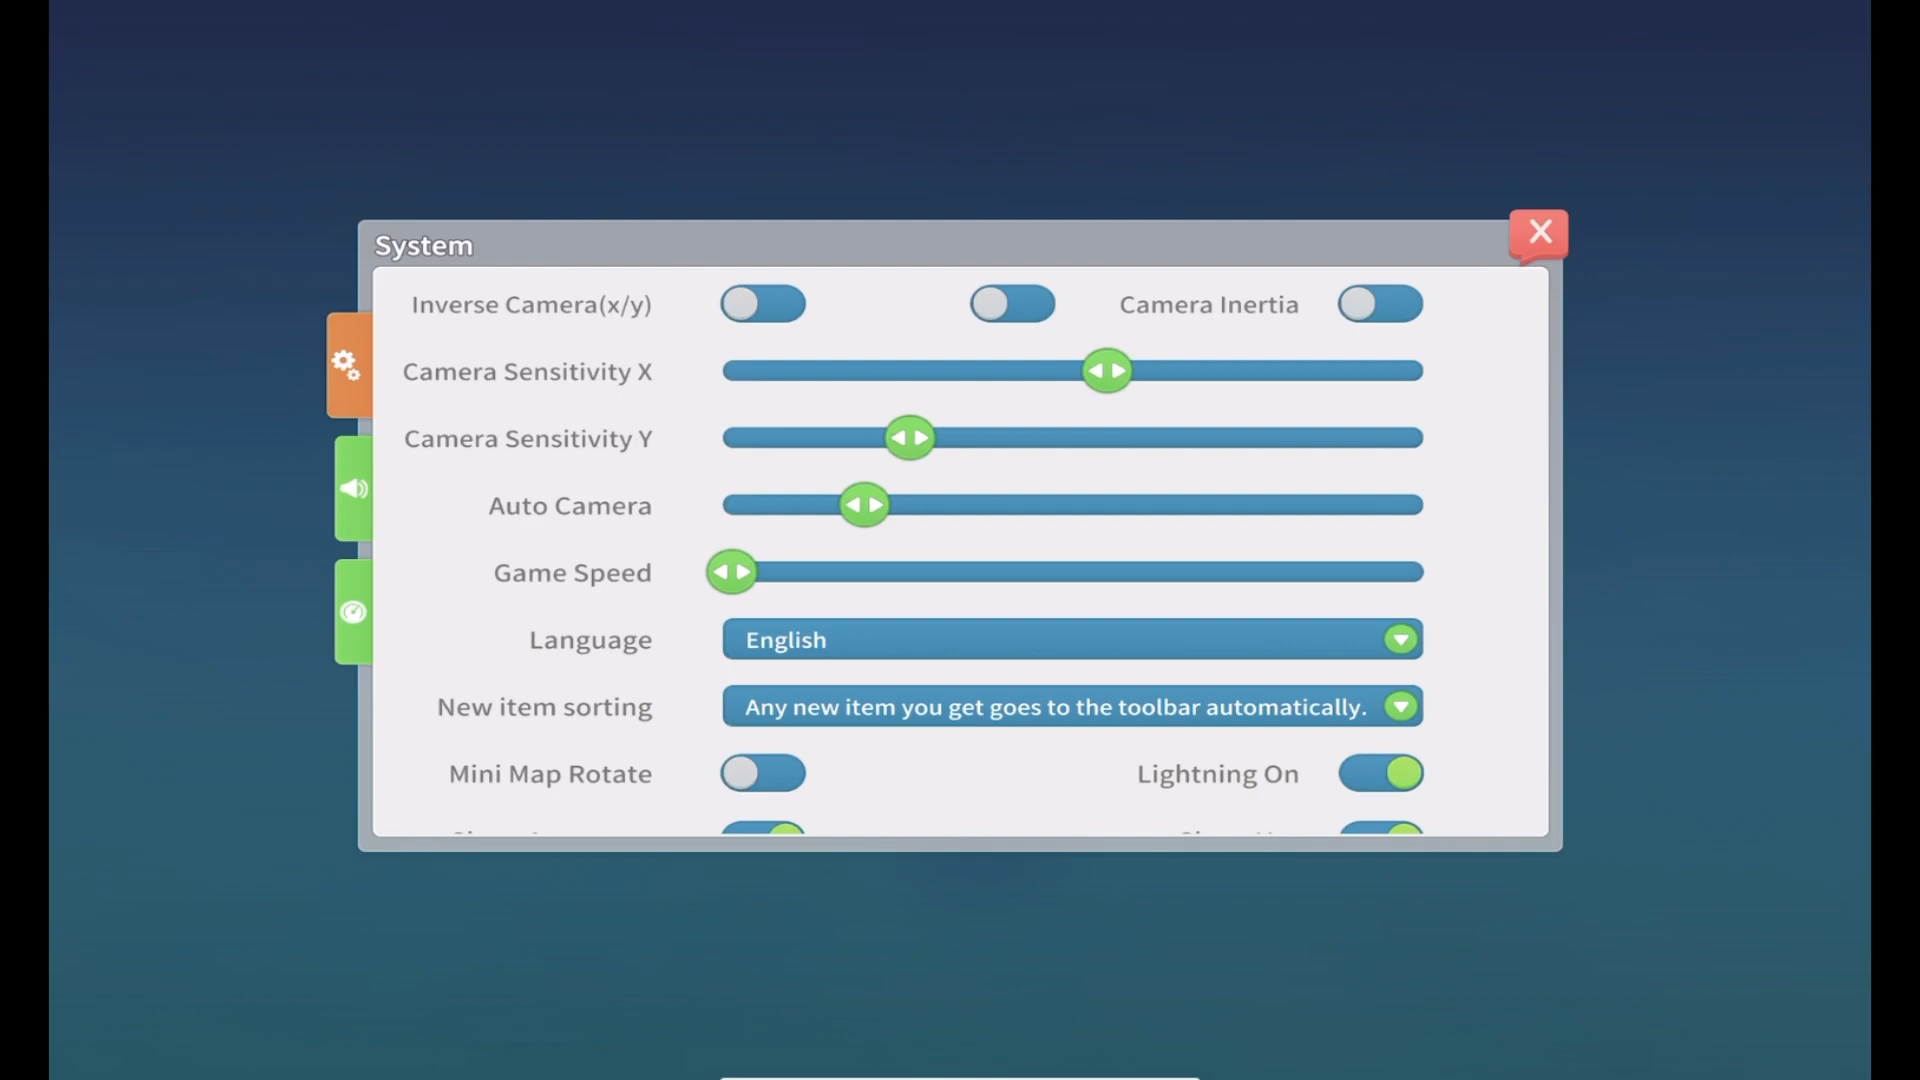 System
Inverse Camera(x/y)
Camera Inertia
Camera Sensitivity X
Camera Sensitivity Y
Auto Camera
Game Speed
Language
English
New item sorting
Any new item you get goes to the toolbar automatically.
Mini Map Rotate
Lightning On